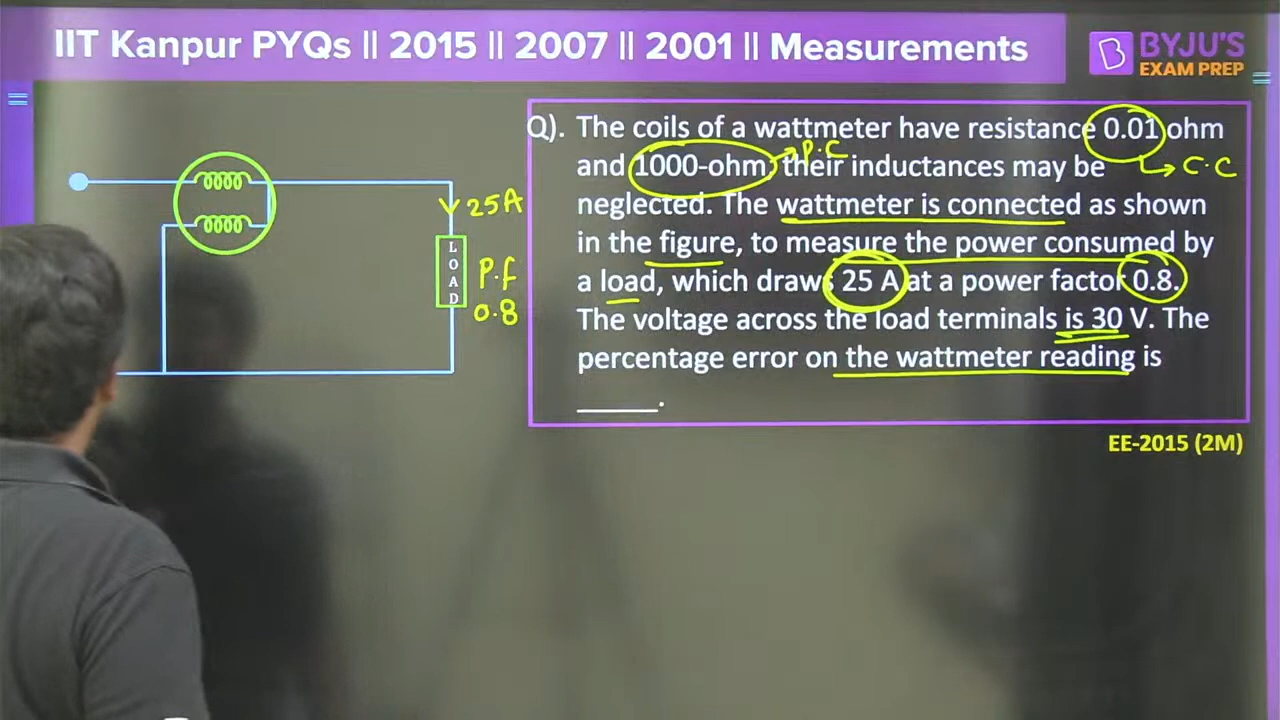 IIT Kanpur PYQs || 2015 || 2007 || 2001 || Measurements
BYJU'S
EXAM PREP
Q). The coils of a wattmeter have resistance 0.01 ohm
and 1000-ohm; their inductances may be
P.C
C.C
neglected. The wattmeter is connected as shown
in the figure, to measure the power consumed by
a load, which draws 25 A at a power factor 0.8.
The voltage across the load terminals is 30 V. The
percentage error on the wattmeter reading is
______.
EE-2015 (2M)
25A
LOAD
P.f
0.8